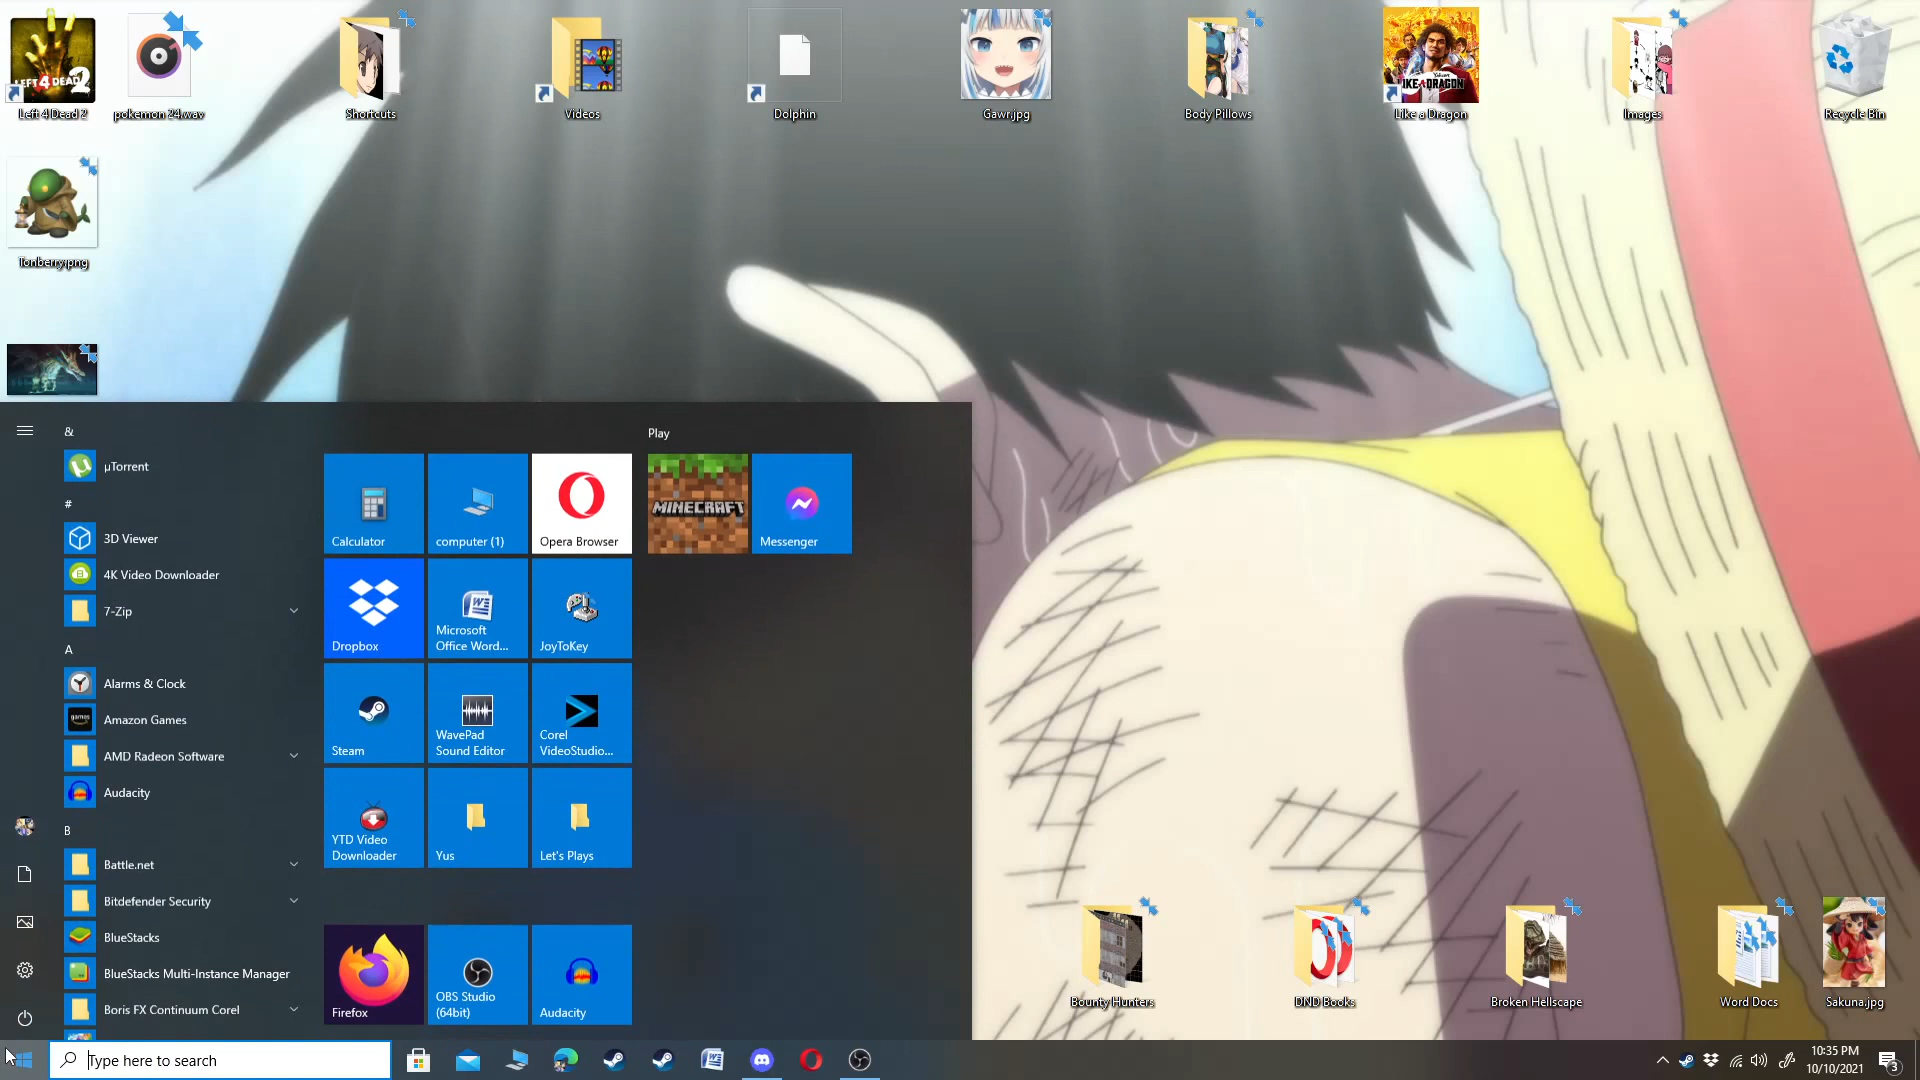 Left 4 Dead 2
pokemon 24.wav
Shortcuts
Videos
Dolphin
Gawr.jpg
Body Pillows
Like a Dragon
Images
Recycle Bin
Tonberry.png
&
µTorrent
#
3D Viewer
4K Video Downloader
7-Zip
A
Alarms & Clock
Amazon Games
AMD Radeon Software
Audacity
B
Battle.net
Bitdefender Security
BlueStacks
BlueStacks Multi-Instance Manager
Boris FX Continuum Corel
Calculator
computer (1)
Opera Browser
Dropbox
Microsoft
Office Word...
JoyToKey
Steam
WavePad
Sound Editor
Corel
VideoStudio...
YTD Video
Downloader
Yus
Let's Plays
Firefox
OBS Studio
(64bit)
Audacity
Play
MINECRAFT
Messenger
Bounty Hunters
DND Books
Broken Hellscape
Word Docs
Sakuna.jpg
Type here to search
10:35 PM
10/10/2021
3